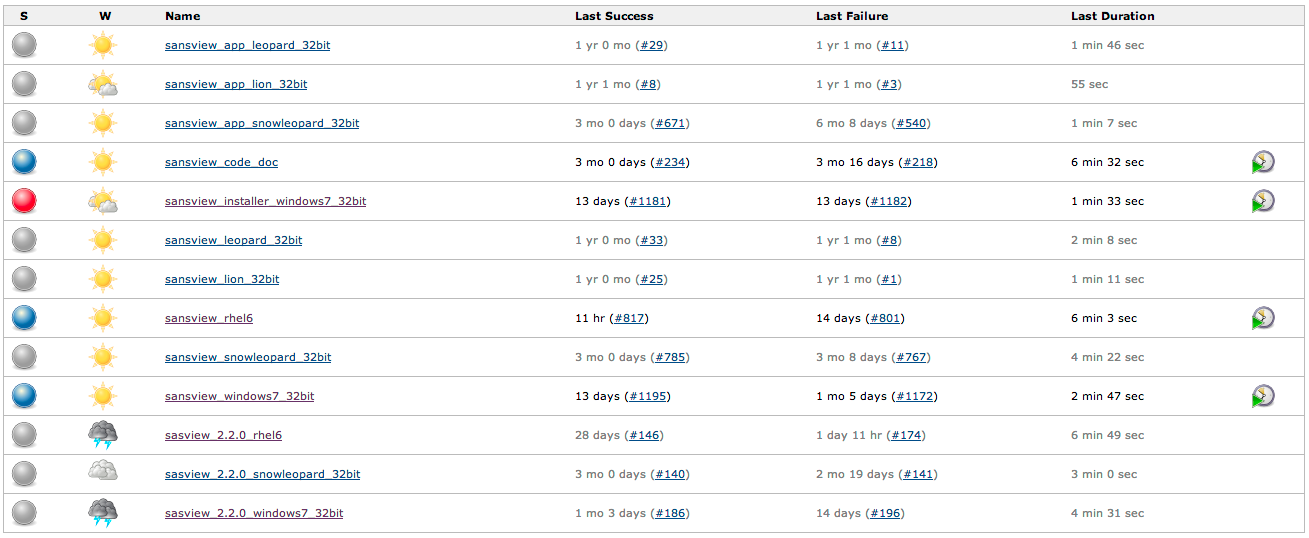 S W Name Last Success Last Failure Last Duration
sansview_app_leopard_32bit 1 yr 0 mo (#29) 1 yr 1 mo (#11) 1 min 46 sec
sansview_app_lion_32bit 1 yr 1 mo (#8) 1 yr 1 mo (#3) 55 sec
sansview_app_snowleopard_32bit 3 mo 0 days (#671) 6 mo 8 days (#540) 1 min 7 sec
sansview_code_doc 3 mo 0 days (#234) 3 mo 16 days (#218) 6 min 32 sec
sansview_installer_windows7_32bit 13 days (#1181) 13 days (#1182) 1 min 33 sec
sansview_leopard_32bit 1 yr 0 mo (#33) 1 yr 1 mo (#8) 2 min 8 sec
sansview_lion_32bit 1 yr 0 mo (#25) 1 yr 1 mo (#1) 1 min 11 sec
sansview_rhel6 11 hr (#817) 14 days (#801) 6 min 3 sec
sansview_snowleopard_32bit 3 mo 0 days (#785) 3 mo 8 days (#767) 4 min 22 sec
sansview_windows7_32bit 13 days (#1195) 1 mo 5 days (#1172) 2 min 47 sec
sasview_2.2.0_rhel6 28 days (#146) 1 day 11 hr (#174) 6 min 49 sec
sasview_2.2.0_snowleopard_32bit 3 mo 0 days (#140) 2 mo 19 days (#141) 3 min 0 sec
sasview_2.2.0_windows7_32bit 1 mo 3 days (#186) 14 days (#196) 4 min 31 sec